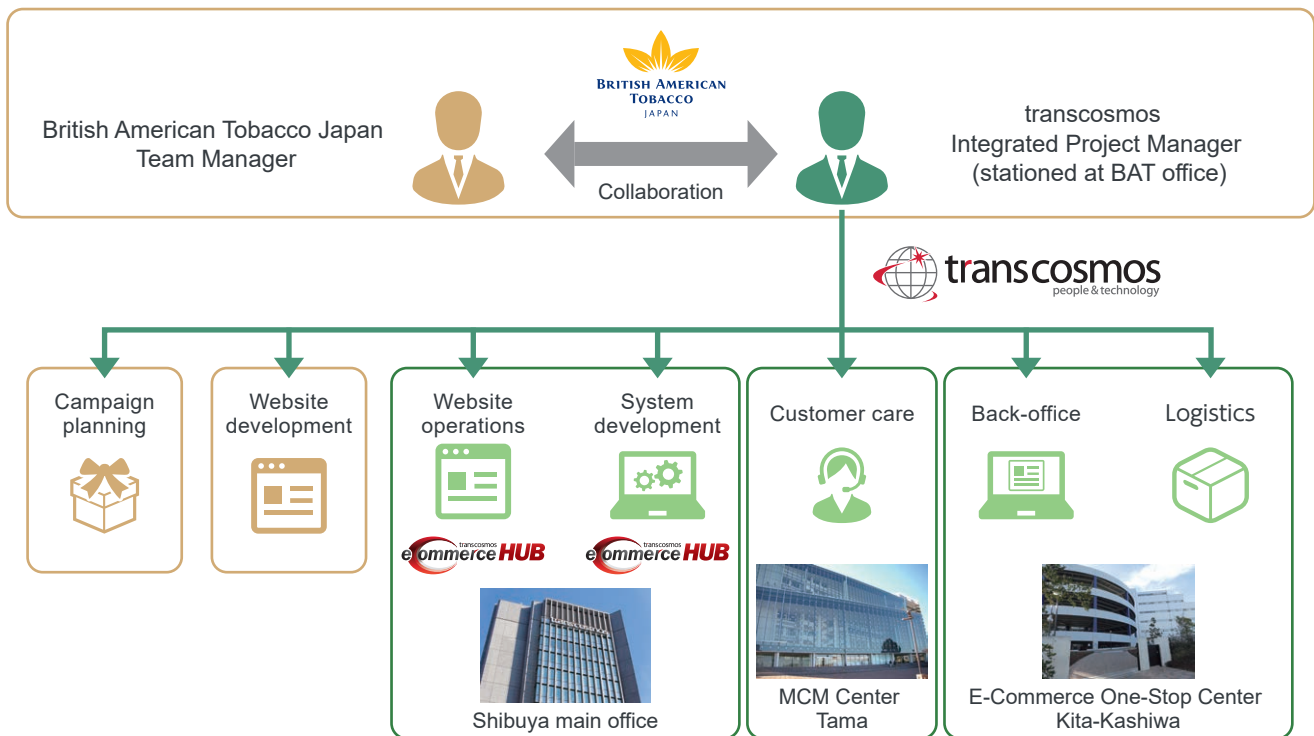 BRITISH AMERICAN
TOBACCO
JAPAN
British American Tobacco Japan
Team Manager
Collaboration
transcosmos
Integrated Project Manager
(stationed at BAT office)
transcosmos
people & technology
Campaign
planning
Website
development
Website
operations
System
development
Customer care
Back-office
Logistics
transcosmos
eCommerce HUB
transcosmos
eCommerce HUB
Shibuya main office
MCM Center
Tama
E-Commerce One-Stop Center
Kita-Kashiwa